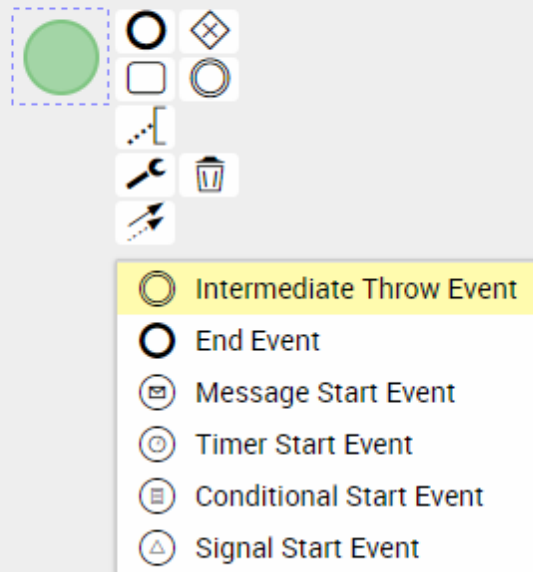 Intermediate Throw Event
End Event
Message Start Event
Timer Start Event
Conditional Start Event
Signal Start Event